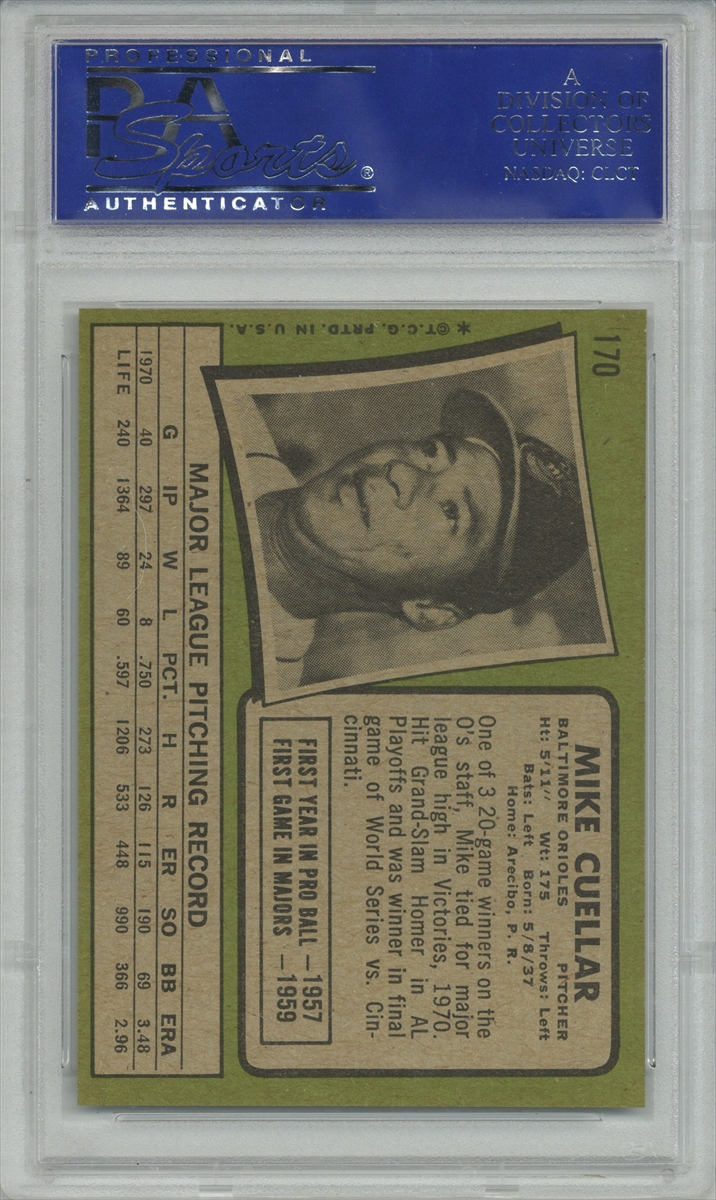 PROFESSIONAL
PSA
Sports®
AUTHENTICATOR
A
DIVISION OF
COLLECTORS
UNIVERSE
NASDAQ: CLCT
170
*©T.C.G. PRTD. IN U.S.A.
MIKE CUELLAR
BALTIMORE ORIOLES PITCHER
Ht: 5'11" Wt: 175 Throws: Left
Bats: Left Born: 5/8/37
Home: Arecibo, P. R.
One of 3 20-game winners on the
O's staff, Mike tied for major
league high in Victories, 1970.
Hit Grand-Slam Homer in AL
Playoffs and was winner in final
game of World Series vs. Cin-
cinnati.
FIRST YEAR IN PRO BALL —1957
FIRST GAME IN MAJORS —1959
MAJOR LEAGUE PITCHING RECORD
G IP W L PCT. H R ER SO BB ERA
1970 40 297 24 8 .750 273 126 115 190 69 3.48
LIFE 240 1364 89 60 .597 1206 533 448 990 366 2.96